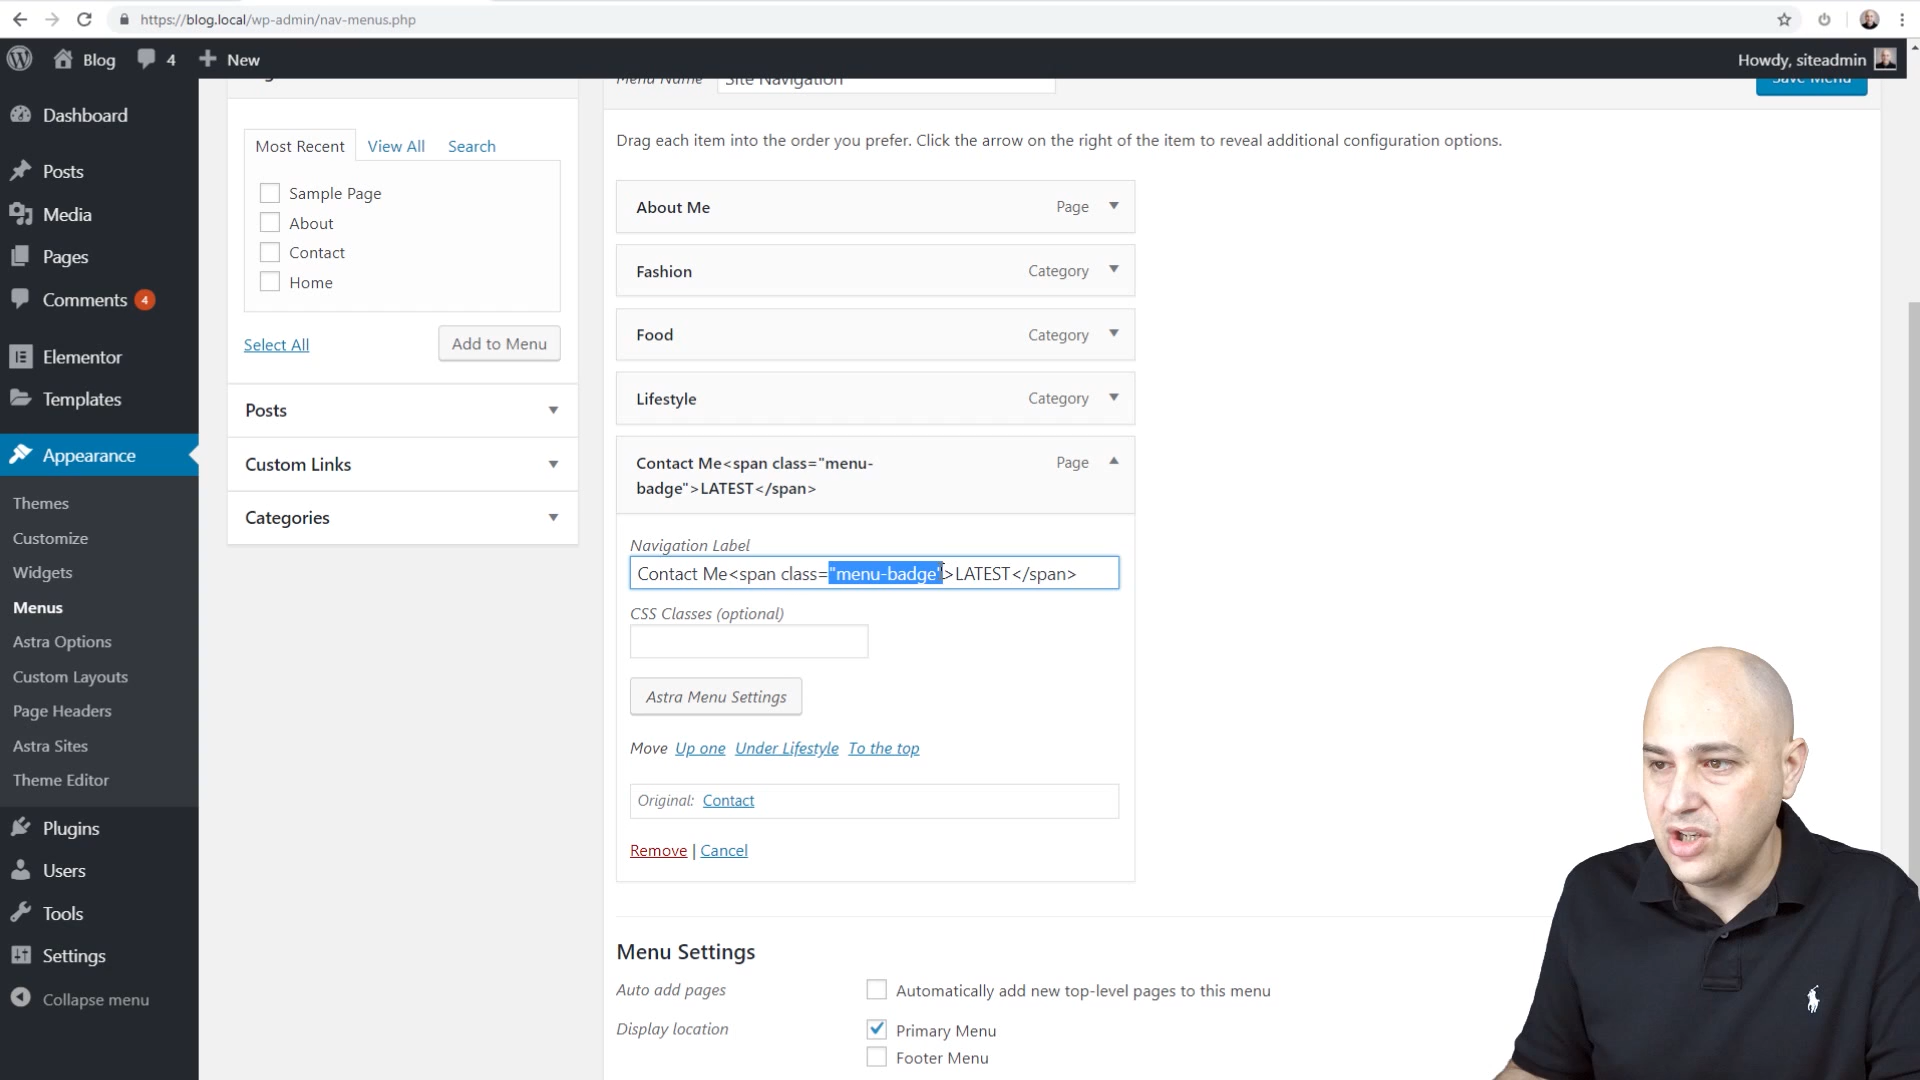 https://blog.local/wp-admin/nav-menus.php
Blog
4
New
Howdy, siteadmin
Dashboard
Posts
Media
Pages
Comments 4
Elementor
Templates
Appearance
Themes
Customize
Widgets
Menus
Astra Options
Custom Layouts
Page Headers
Astra Sites
Theme Editor
Plugins
Users
Tools
Settings
Collapse menu
Most Recent
View All
Search
Sample Page
About
Contact
Home
Select All
Add to Menu
Posts
Custom Links
Categories
Menu Name
Site Navigation
Save Menu
Drag each item into the order you prefer. Click the arrow on the right of the item to reveal additional configuration options.
About Me
Page
Fashion
Category
Food
Category
Lifestyle
Category
Contact Me<span class="menu-
badge">LATEST</span>
Page
Navigation Label
Contact Me<span class="menu-badge">LATEST</span>
CSS Classes (optional)
Astra Menu Settings
Move Up one Under Lifestyle To the top
Original: Contact
Remove | Cancel
Menu Settings
Auto add pages
Automatically add new top-level pages to this menu
Display location
Primary Menu
Footer Menu